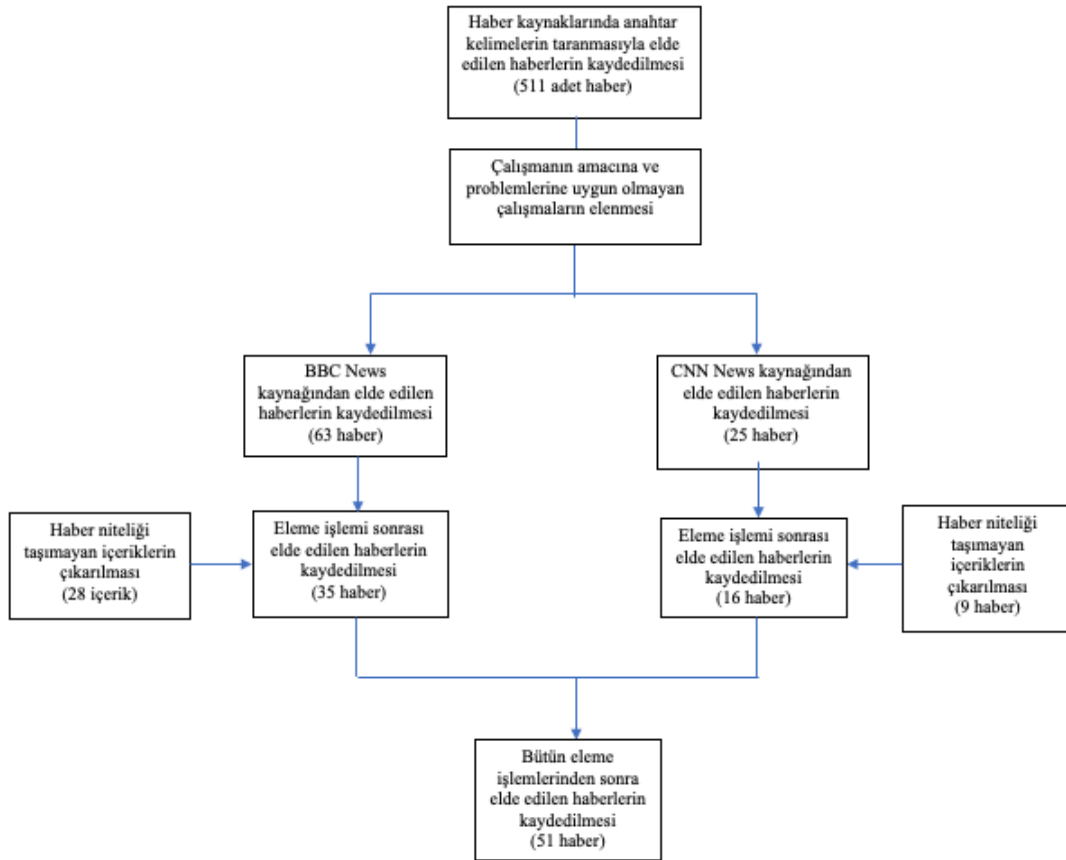 Haber kaynaklarında anahtar
kelimelerin taranmasıyla elde
edilen haberlerin kaydedilmesi
(511 adet haber)
Çalışmanın amacına ve
problemlerine uygun olmayan
çalışmaların elenmesi
BBC News
kaynağından elde edilen
haberlerin kaydedilmesi
(63 haber)
CNN News kaynağından
elde edilen haberlerin
kaydedilmesi
(25 haber)
Haber niteliği
taşımayan içeriklerin
çıkarılması
(28 içerik)
Eleme işlemi sonrası
elde edilen haberlerin
kaydedilmesi
(35 haber)
Eleme işlemi sonrası
elde edilen haberlerin
kaydedilmesi
(16 haber)
Haber niteliği
taşımayan
içeriklerin
çıkarılması
(9 haber)
Bütün eleme
işlemlerinden sonra
elde edilen haberlerin
kaydedilmesi
(51 haber)